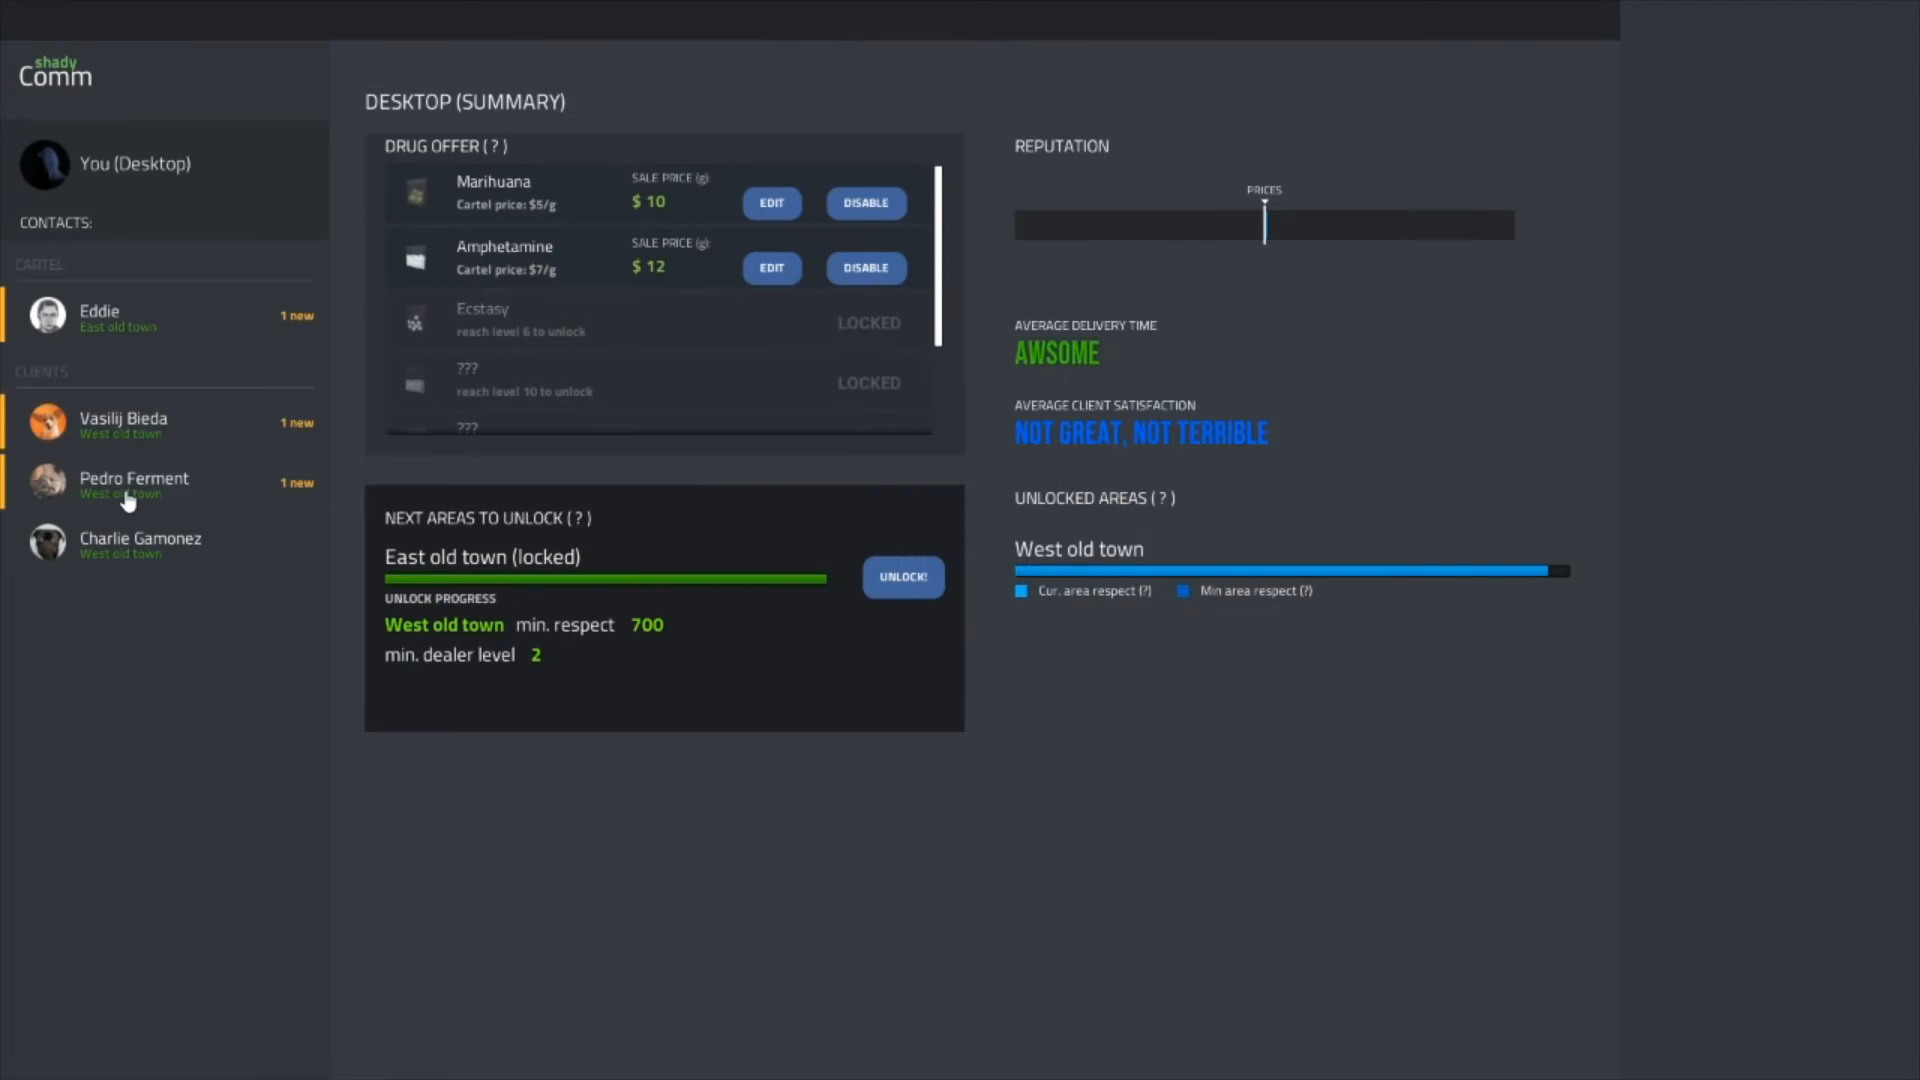 shady
Comm
You (Desktop)
CONTACTS:
CARTEL
Eddie
East old town
1 new
CLIENTS
Vasilij Bieda
West old town
1 new
Pedro Ferment
West old town
1 new
Charlie Gamonez
West old town
DESKTOP (SUMMARY)
DRUG OFFER ( ? )
Marihuana
Cartel price: $5/g
SALE PRICE (g):
$ 10
EDIT
DISABLE
Amphetamine
Cartel price: $7/g
SALE PRICE (g):
$ 12
EDIT
DISABLE
Ecstasy
reach level 6 to unlock
LOCKED
???
reach level 10 to unlock
LOCKED
???
NEXT AREAS TO UNLOCK ( ? )
East old town (locked)
UNLOCK!
UNLOCK PROGRESS
West old town min. respect 700
min. dealer level 2
REPUTATION
PRICES
AVERAGE DELIVERY TIME
AWSOME
AVERAGE CLIENT SATISFACTION
NOT GREAT, NOT TERRIBLE
UNLOCKED AREAS ( ? )
West old town
Cur. area respect (?)
Min area respect (?)